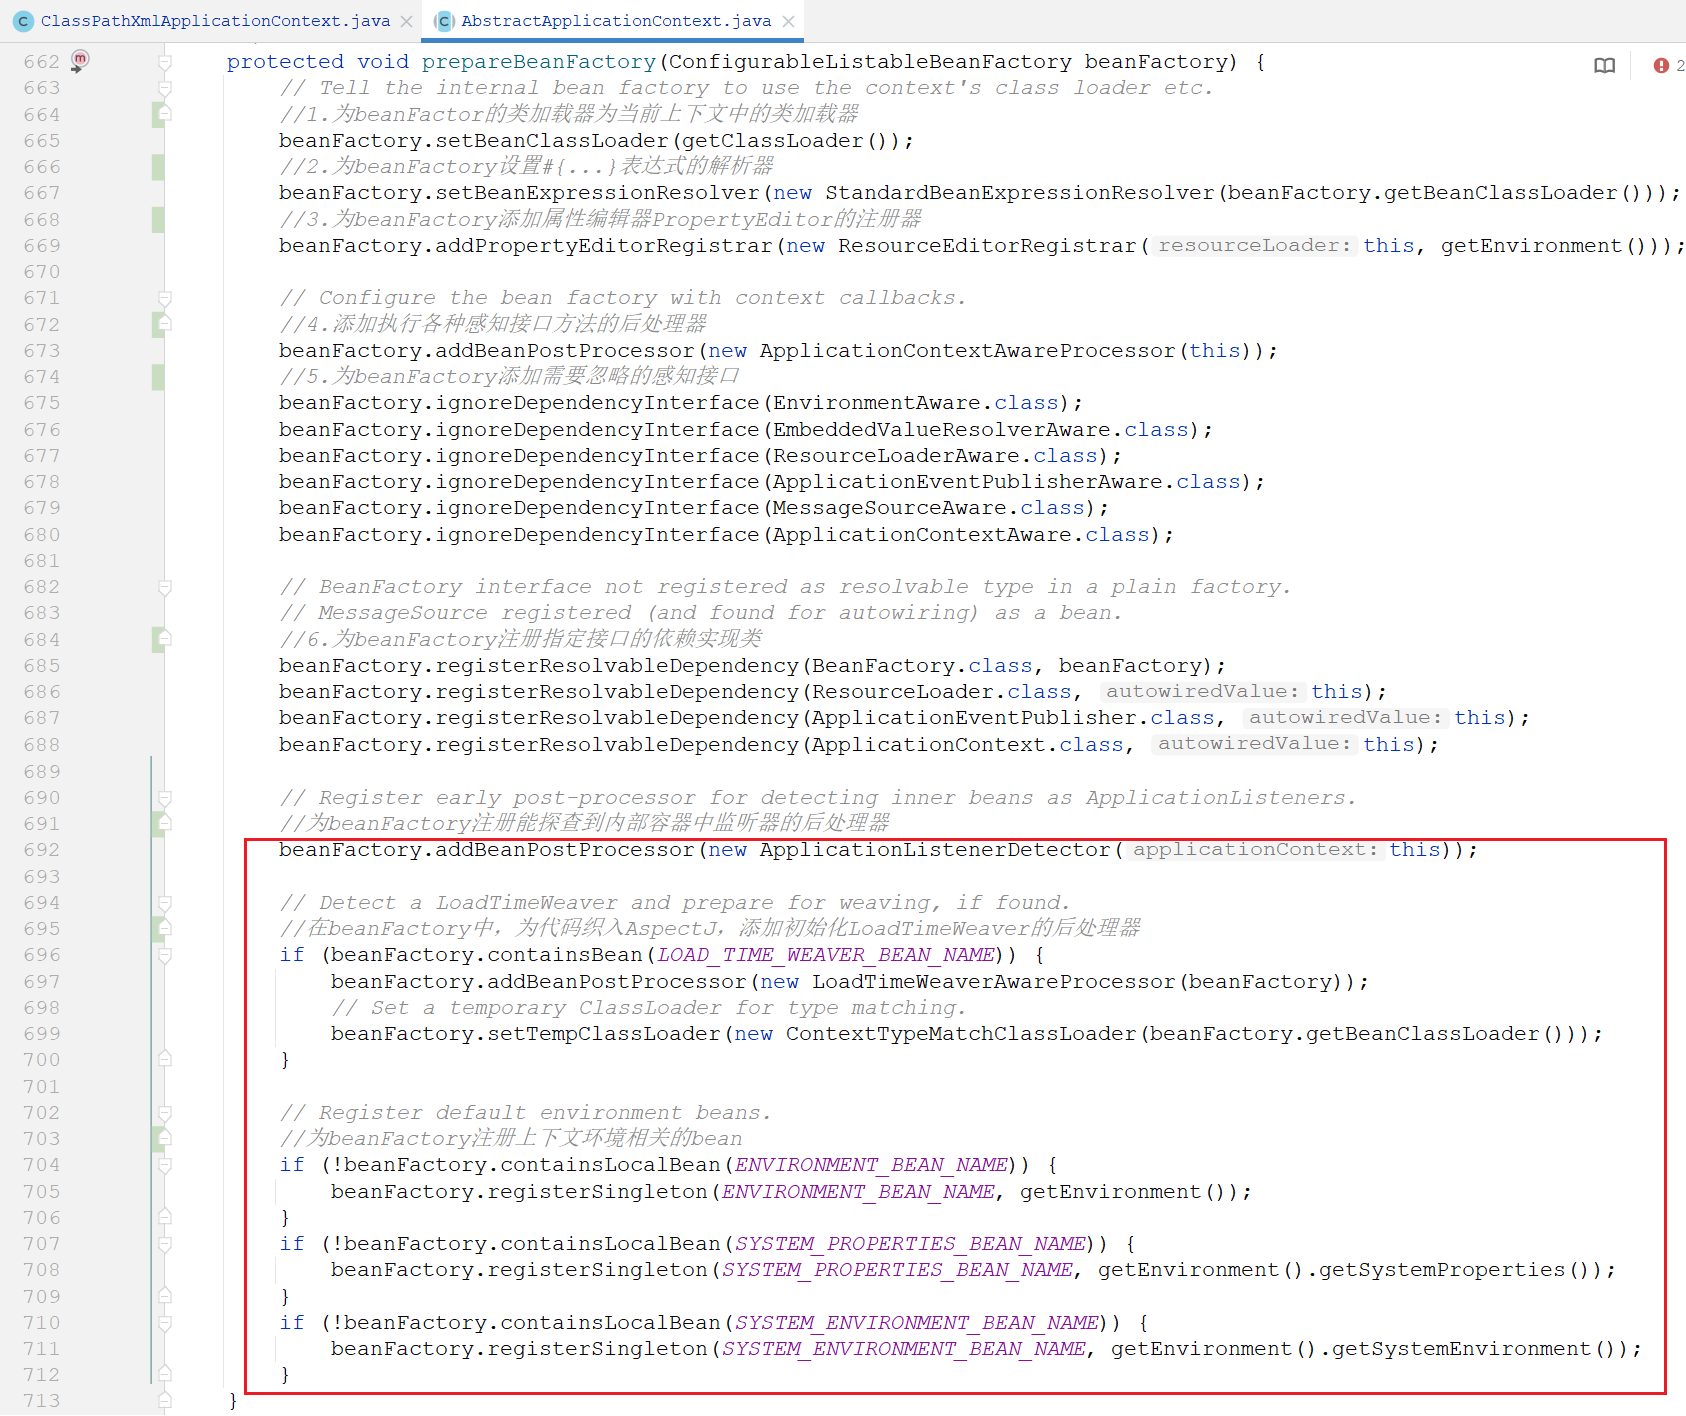 ClassPathXmlApplicationContext.java AbstractApplicationContext.java
662 protected void prepareBeanFactory(ConfigurableListableBeanFactory beanFactory) { 2
663 // Tell the internal bean factory to use the context's class loader etc.
664 //1.为beanFactor的类加载器为当前上下文中的类加载器
665 beanFactory.setBeanClassLoader(getClassLoader());
666 //2.为beanFactory设置#{...}表达式的解析器
667 beanFactory.setBeanExpressionResolver(new StandardBeanExpressionResolver(beanFactory.getBeanClassLoader()));
668 //3.为beanFactory添加属性编辑器PropertyEditor的注册器
669 beanFactory.addPropertyEditorRegistrar(new ResourceEditorRegistrar( resourceLoader: this, getEnvironment()));
670
671 // Configure the bean factory with context callbacks.
672 //4.添加执行各种感知接口方法的后处理器
673 beanFactory.addBeanPostProcessor(new ApplicationContextAwareProcessor(this));
674 //5.为beanFactory添加需要忽略的感知接口
675 beanFactory.ignoreDependencyInterface(EnvironmentAware.class);
676 beanFactory.ignoreDependencyInterface(EmbeddedValueResolverAware.class);
677 beanFactory.ignoreDependencyInterface(ResourceLoaderAware.class);
678 beanFactory.ignoreDependencyInterface(ApplicationEventPublisherAware.class);
679 beanFactory.ignoreDependencyInterface(MessageSourceAware.class);
680 beanFactory.ignoreDependencyInterface(ApplicationContextAware.class);
681
682 // BeanFactory interface not registered as resolvable type in a plain factory.
683 // MessageSource registered (and found for autowiring) as a bean.
684 //6.为beanFactory注册指定接口的依赖实现类
685 beanFactory.registerResolvableDependency(BeanFactory.class, beanFactory);
686 beanFactory.registerResolvableDependency(ResourceLoader.class, autowiredValue: this);
687 beanFactory.registerResolvableDependency(ApplicationEventPublisher.class, autowiredValue: this);
688 beanFactory.registerResolvableDependency(ApplicationContext.class, autowiredValue: this);
689
690 // Register early post-processor for detecting inner beans as ApplicationListeners.
691 //为beanFactory注册能探查到内部容器中监听器的后处理器
692 beanFactory.addBeanPostProcessor(new ApplicationListenerDetector( applicationContext: this));
693
694 // Detect a LoadTimeWeaver and prepare for weaving, if found.
695 //在beanFactory中，为代码织入AspectJ，添加初始化LoadTimeWeaver的后处理器
696 if (beanFactory.containsBean(LOAD_TIME_WEAVER_BEAN_NAME)) {
697 beanFactory.addBeanPostProcessor(new LoadTimeWeaverAwareProcessor(beanFactory));
698 // Set a temporary ClassLoader for type matching.
699 beanFactory.setTempClassLoader(new ContextTypeMatchClassLoader(beanFactory.getBeanClassLoader()));
700 }
701
702 // Register default environment beans.
703 //为beanFactory注册上下文环境相关的bean
704 if (!beanFactory.containsLocalBean(ENVIRONMENT_BEAN_NAME)) {
705 beanFactory.registerSingleton(ENVIRONMENT_BEAN_NAME, getEnvironment());
706 }
707 if (!beanFactory.containsLocalBean(SYSTEM_PROPERTIES_BEAN_NAME)) {
708 beanFactory.registerSingleton(SYSTEM_PROPERTIES_BEAN_NAME, getEnvironment().getSystemProperties());
709 }
710 if (!beanFactory.containsLocalBean(SYSTEM_ENVIRONMENT_BEAN_NAME)) {
711 beanFactory.registerSingleton(SYSTEM_ENVIRONMENT_BEAN_NAME, getEnvironment().getSystemEnvironment());
712 }
713 }